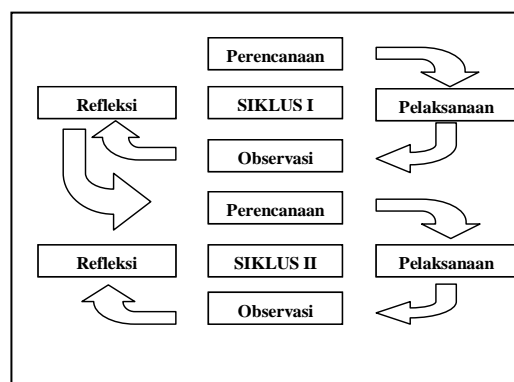 Perencanaan
Refleksi
SIKLUS I
Pelaksanaan
Observasi
Perencanaan
Refleksi
SIKLUS II
Pelaksanaan
Observasi